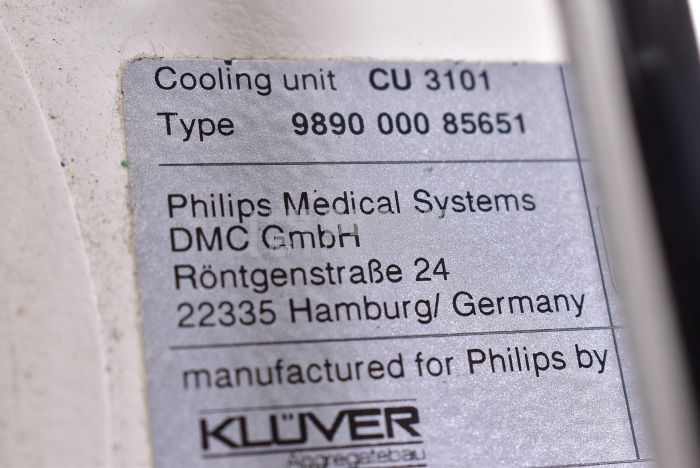 Cooling unit CU 3101
Type 9890 000 85651
Philips Medical Systems
DMC GmbH
Röntgenstraße 24
22335 Hamburg/ Germany
manufactured for Philips by
KLÜVER
Aggregatebau